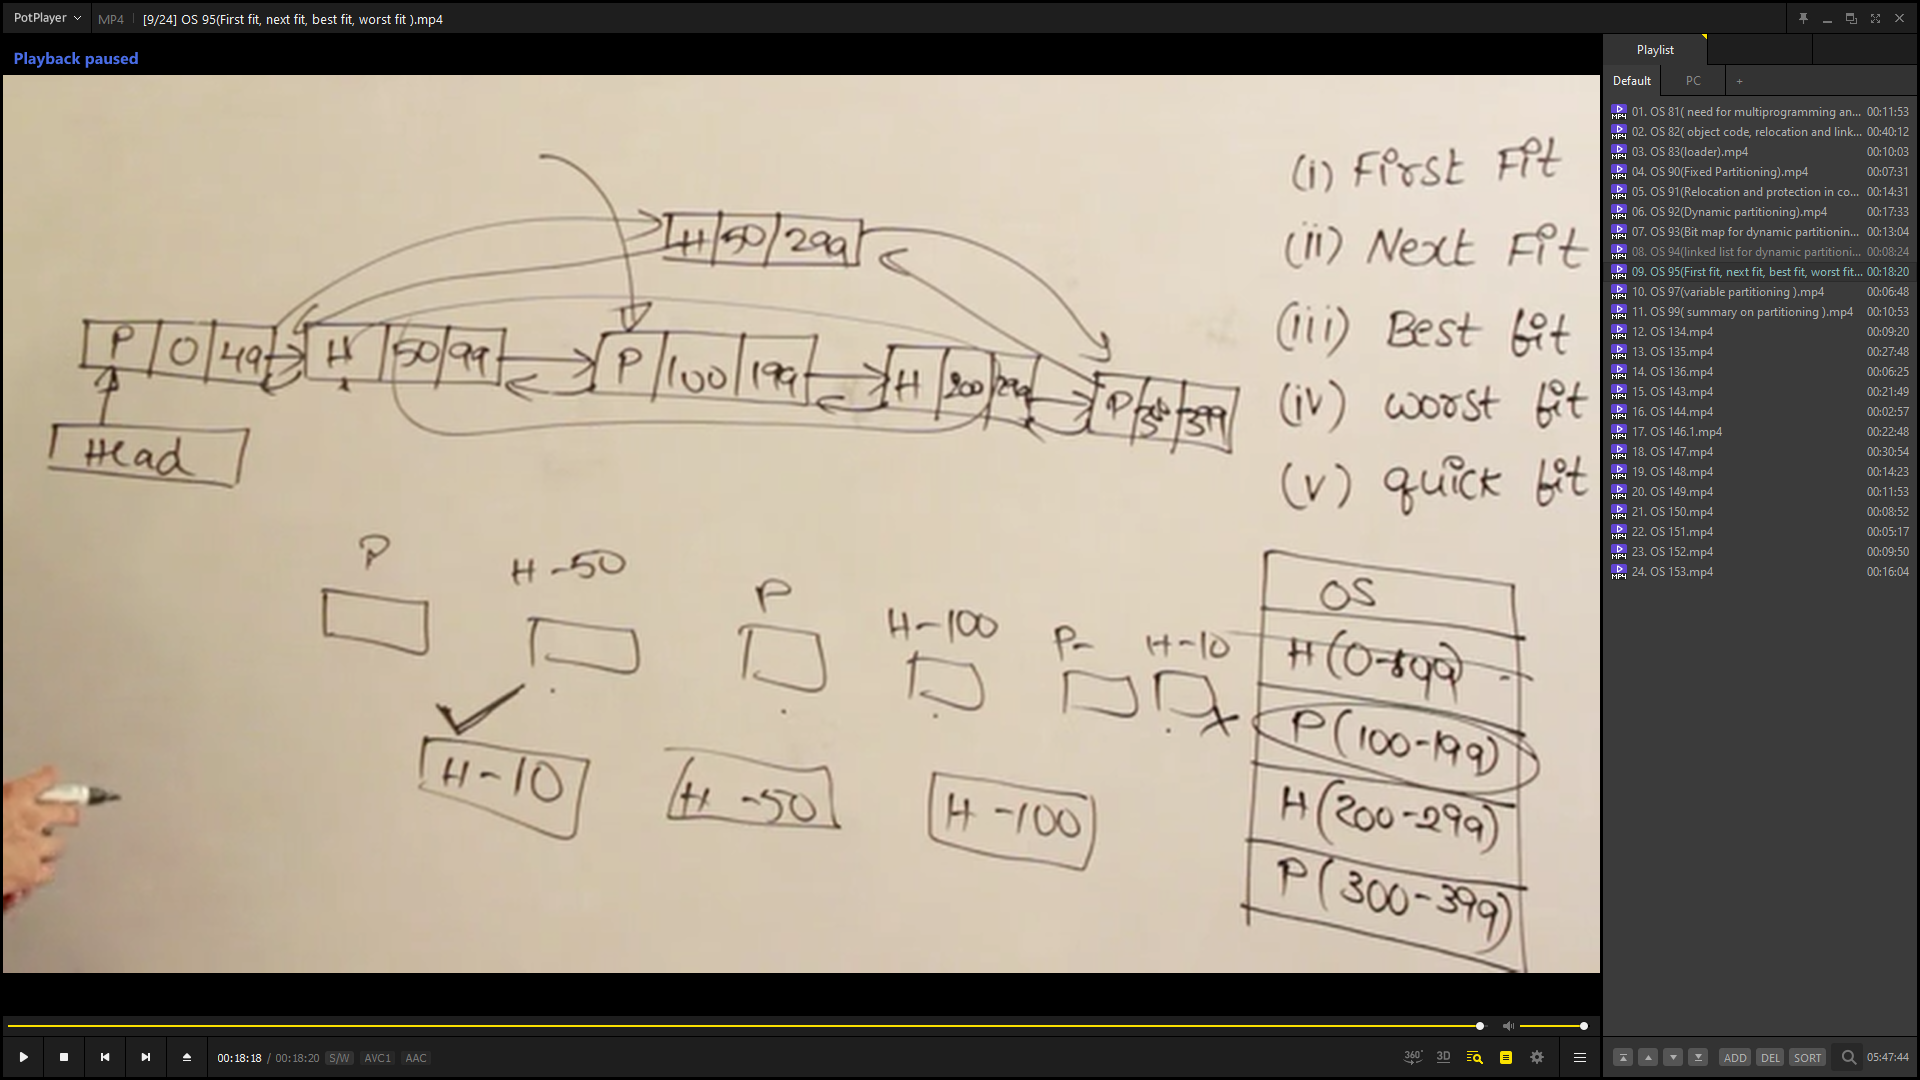 PotPlayer
MP4
[9/24] OS 95(First fit, next fit, best fit, worst fit ).mp4
Playback paused
(i) First Fit
(ii) Next Fit
(iii) Best fit
(iv) worst fit
(v) quick fit
H 50 299
P 0 49
H 50 99
P 100 199
H 200 299
P 399
Head
P
H-50
P
H-100
P-
H-10
H-10
H-50
H-100
OS
P(100-199)
H(200-299)
P(300-399)
00:18:18 / 00:18:20 S/W AVC1 AAC
360° 3D
Playlist
Default PC +
01. OS 81( need for multiprogramming an... 00:11:53
02. OS 82( object code, relocation and link... 00:40:12
03. OS 83(loader).mp4 00:10:03
04. OS 90(Fixed Partitioning).mp4 00:07:31
05. OS 91(Relocation and protection in co... 00:14:31
06. OS 92(Dynamic partitioning).mp4 00:17:33
07. OS 93(Bit map for dynamic partitionin... 00:13:04
08. OS 94(linked list for dynamic partitioni... 00:08:24
09. OS 95(First fit, next fit, best fit, worst fit... 00:18:20
10. OS 97(variable partitioning ).mp4 00:06:48
11. OS 99( summary on partitioning ).mp4 00:10:53
12. OS 134.mp4 00:09:20
13. OS 135.mp4 00:27:48
14. OS 136.mp4 00:06:25
15. OS 143.mp4 00:21:49
16. OS 144.mp4 00:02:57
17. OS 146.1.mp4 00:22:48
18. OS 147.mp4 00:30:54
19. OS 148.mp4 00:14:23
20. OS 149.mp4 00:11:53
21. OS 150.mp4 00:08:52
22. OS 151.mp4 00:05:17
23. OS 152.mp4 00:09:50
24. OS 153.mp4 00:16:04
ADD DEL SORT 05:47:44